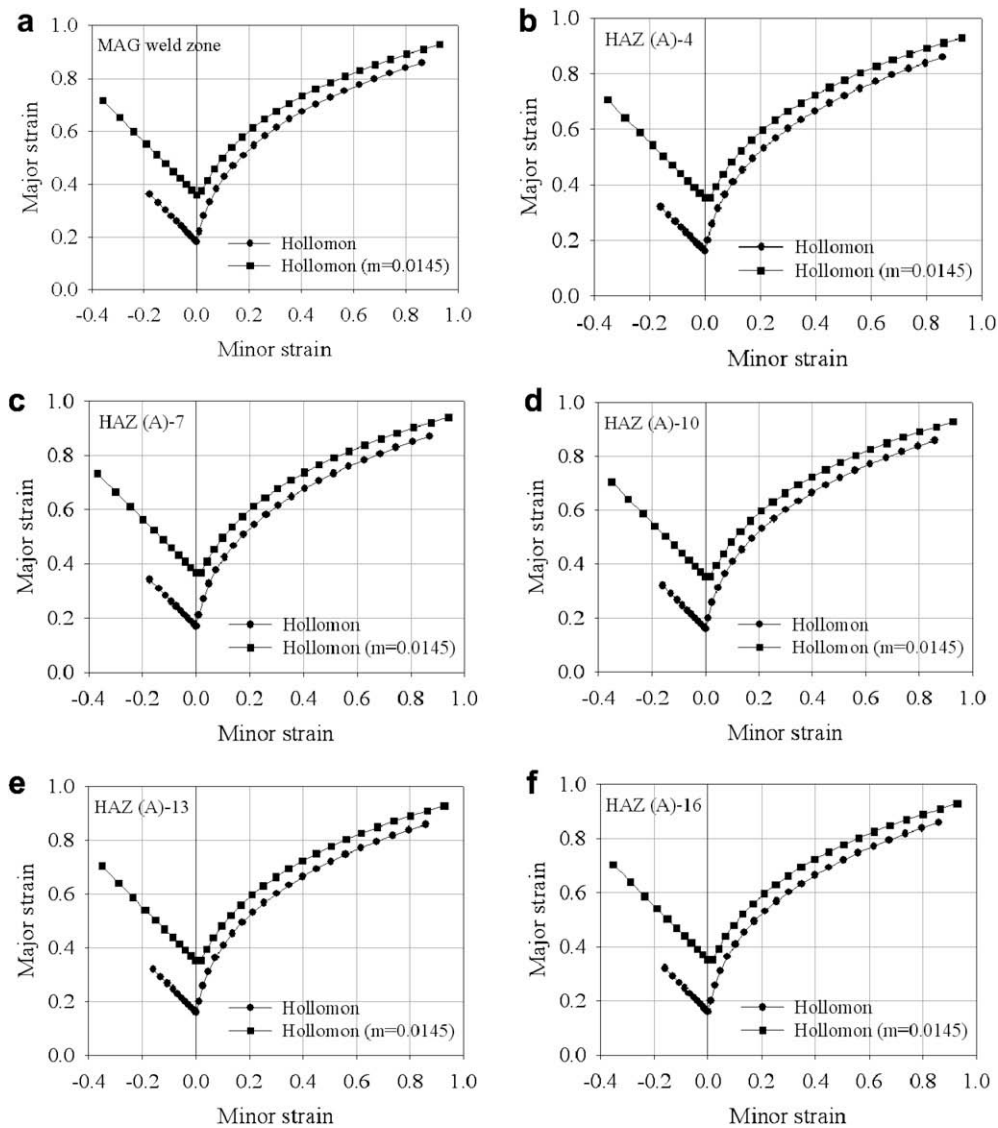 a
MAG weld zone
1.0
0.8
0.6
0.4
0.2
0.0
Major strain
Hollomon
Hollomon (m=0.0145)
-0.4 -0.2 0.0 0.2 0.4 0.6 0.8 1.0
Minor strain
b
HAZ (A)-4
1.0
0.8
0.6
0.4
0.2
0.0
Major strain
Hollomon
Hollomon (m=0.0145)
-0.4 -0.2 0.0 0.2 0.4 0.6 0.8 1.0
Minor strain
c
HAZ (A)-7
1.0
0.8
0.6
0.4
0.2
0.0
Major strain
Hollomon
Hollomon (m=0.0145)
-0.4 -0.2 0.0 0.2 0.4 0.6 0.8 1.0
Minor strain
d
HAZ (A)-10
1.0
0.8
0.6
0.4
0.2
0.0
Major strain
Hollomon
Hollomon (m=0.0145)
-0.4 -0.2 0.0 0.2 0.4 0.6 0.8 1.0
Minor strain
e
HAZ (A)-13
1.0
0.8
0.6
0.4
0.2
0.0
Major strain
Hollomon
Hollomon (m=0.0145)
-0.4 -0.2 0.0 0.2 0.4 0.6 0.8 1.0
Minor strain
f
HAZ (A)-16
1.0
0.8
0.6
0.4
0.2
0.0
Major strain
Hollomon
Hollomon (m=0.0145)
-0.4 -0.2 0.0 0.2 0.4 0.6 0.8 1.0
Minor strain